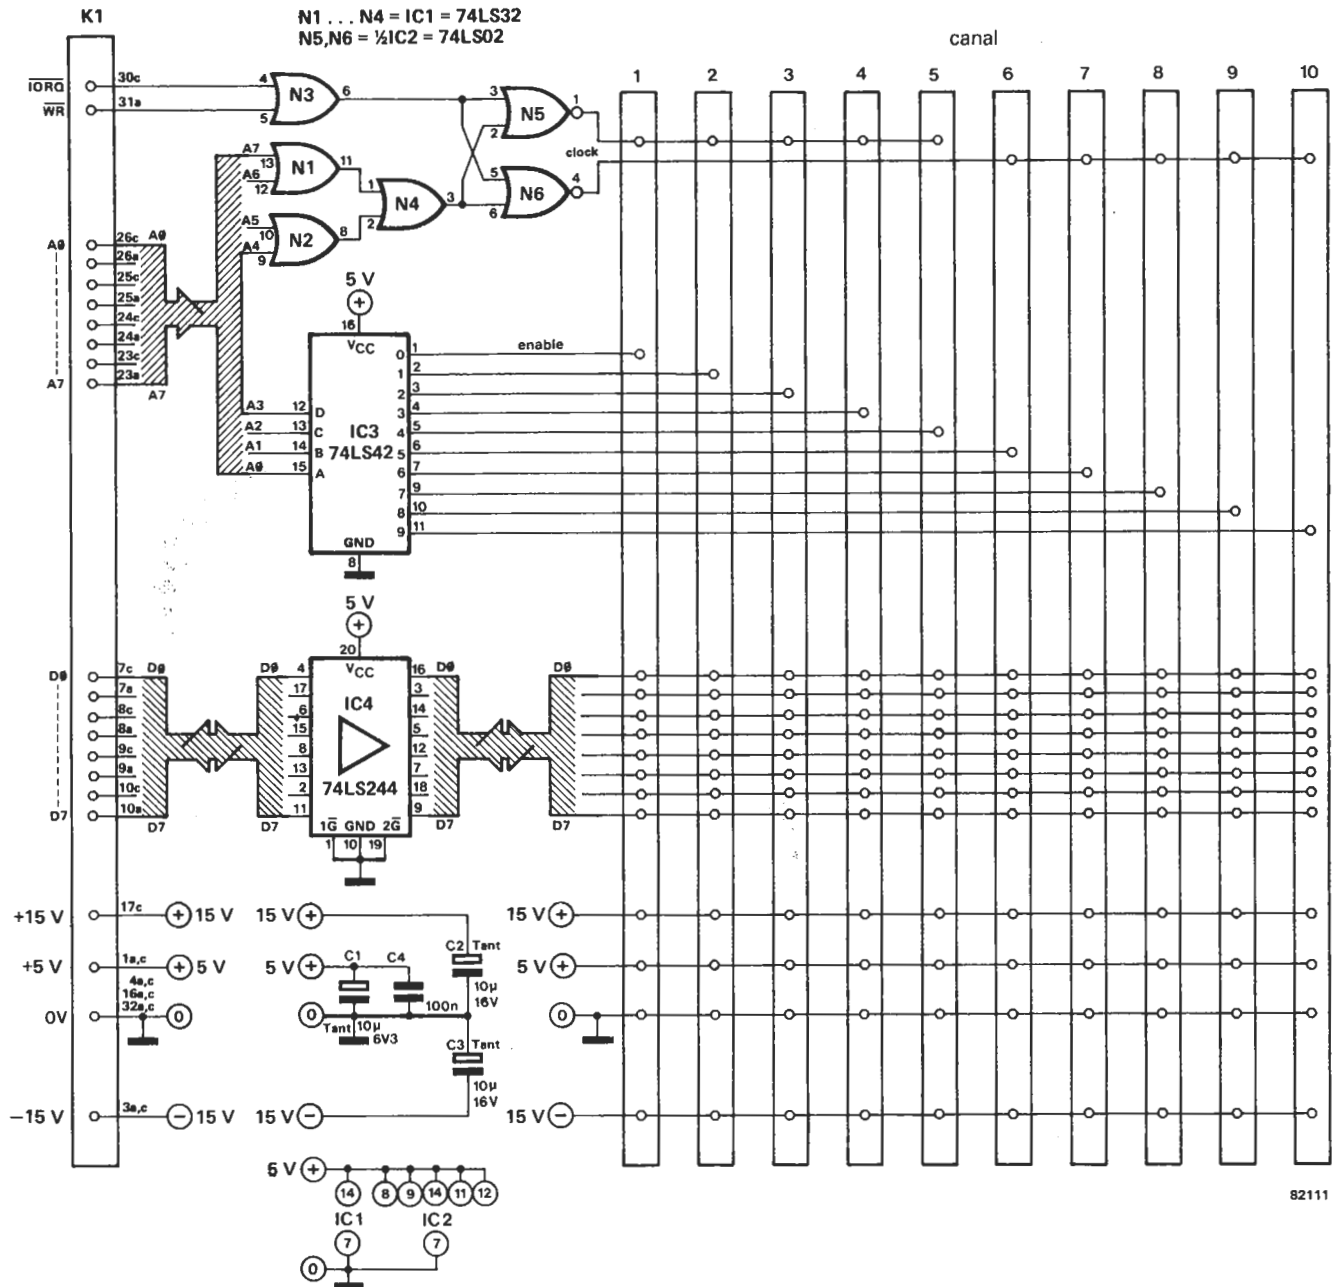 K1
N1 . . . N4 = IC1 = 74LS32
N5,N6 = ½IC2 = 74LS02
canal
1 2 3 4 5 6 7 8 9 10
IORQ 30c 4 N3 6 3 N5 1
WR 31a 5 2
clock
A7 13 N1 11 5 N6 4
A6 12 1 N4 3 6
A5 10 N2 8 2
A4 9
A0 26c A0
26a
25c
25a
24c
24a
23c
A7 23a A7
5 V
+
16
VCC
0 1 enable
1 2
2 3
A3 12 D 3 4
A2 13 C IC3 4 5
A1 14 B 74LS42 5 6
A0 15 A 6 7
7 9
8 10
9 11
GND
8
5 V
+
20
VCC
D0 7c D0 D0 4 16 D0 D0
7a 17 IC4 3
8c 6 14
8a 15 5
9c 8 12
9a 13 7
10c 2 74LS244 18
D7 10a D7 D7 11 9 D7 D7
1G GND 2G
1 10 19
+15 V 17c + 15 V 15 V + 15 V +
C2 Tant
10µ
16V
+5 V 1a,c + 5 V 5 V + C1 C4 5 V +
4a,c
16a,c
0V 32a,c 0 0 100n 0
Tant 10µ
6V3
C3 Tant
10µ
16V
−15 V 3a,c − 15 V 15 V − 15 V −
5 V +
14 8 9 14 11 12
IC1 IC2
7 7
0
82111